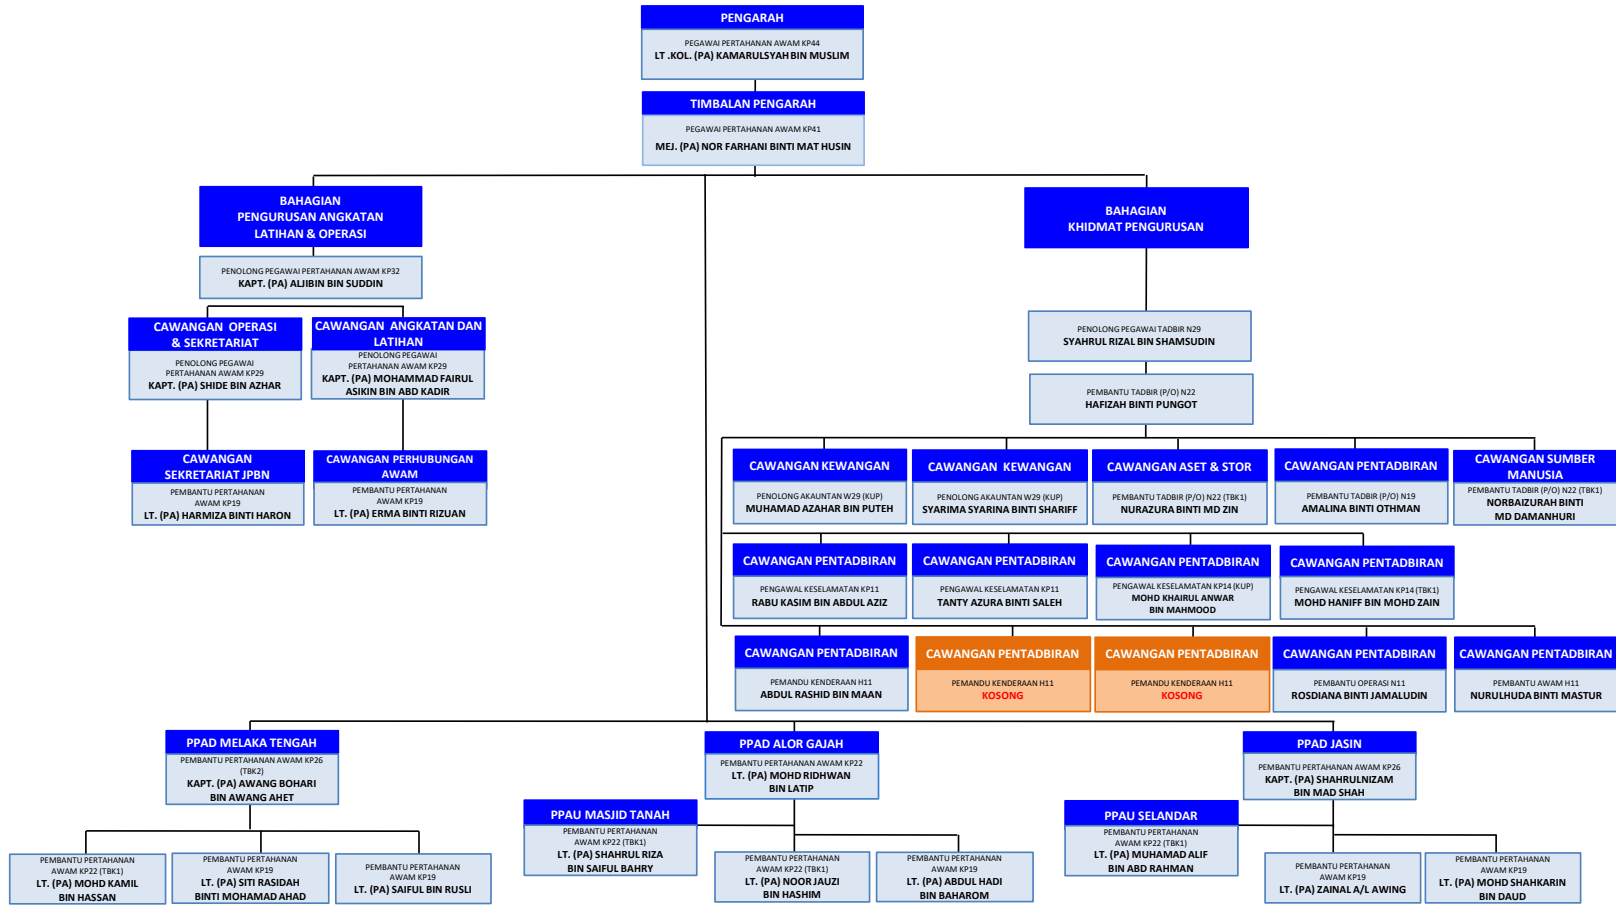 PENGARAH
PEGAWAI PERTAHANAN AWAM KP44
LT .KOL. (PA) KAMARULSYAH BIN MUSLIM
TIMBALAN PENGARAH
PEGAWAI PERTAHANAN AWAM KP41
MEJ. (PA) NOR FARHANI BINTI MAT HUSIN
BAHAGIAN
PENGURUSAN ANGKATAN
LATIHAN & OPERASI
PENOLONG PEGAWAI PERTAHANAN AWAM KP32
KAPT. (PA) ALJIBIN BIN SUDDIN
CAWANGAN OPERASI
& SEKRETARIAT
PENOLONG PEGAWAI
PERTAHANAN AWAM KP29
KAPT. (PA) SHIDE BIN AZHAR
CAWANGAN ANGKATAN DAN
LATIHAN
PENOLONG PEGAWAI
PERTAHANAN AWAM KP29
KAPT. (PA) MOHAMMAD FAIRUL
ASIKIN BIN ABD KADIR
CAWANGAN
SEKRETARIAT JPBN
PEMBANTU PERTAHANAN
AWAM KP19
LT. (PA) HARMIZA BINTI HARON
CAWANGAN PERHUBUNGAN
AWAM
PEMBANTU PERTAHANAN
AWAM KP19
LT. (PA) ERMA BINTI RIZUAN
BAHAGIAN
KHIDMAT PENGURUSAN
PENOLONG PEGAWAI TADBIR N29
SYAHRUL RIZAL BIN SHAMSUDIN
PEMBANTU TADBIR (P/O) N22
HAFIZAH BINTI PUNGOT
CAWANGAN KEWANGAN
PENOLONG AKAUNTAN W29 (KUP)
MUHAMAD AZAHAR BIN PUTEH
CAWANGAN KEWANGAN
PENOLONG AKAUNTAN W29 (KUP)
SYARIMA SYARINA BINTI SHARIFF
CAWANGAN ASET & STOR
PEMBANTU TADBIR (P/O) N22 (TBK1)
NURAZURA BINTI MD ZIN
CAWANGAN PENTADBIRAN
PEMBANTU TADBIR (P/O) N19
AMALINA BINTI OTHMAN
CAWANGAN SUMBER
MANUSIA
PEMBANTU TADBIR (P/O) N22 (TBK1)
NORBAIZURAH BINTI
MD DAMANHURI
CAWANGAN PENTADBIRAN
PENGAWAL KESELAMATAN KP11
RABU KASIM BIN ABDUL AZIZ
CAWANGAN PENTADBIRAN
PENGAWAL KESELAMATAN KP11
TANTY AZURA BINTI SALEH
CAWANGAN PENTADBIRAN
PENGAWAL KESELAMATAN KP14 (KUP)
MOHD KHAIRUL ANWAR
BIN MAHMOOD
CAWANGAN PENTADBIRAN
PENGAWAL KESELAMATAN KP14 (TBK1)
MOHD HANIFF BIN MOHD ZAIN
CAWANGAN PENTADBIRAN
PEMANDU KENDERAAN H11
ABDUL RASHID BIN MAAN
CAWANGAN PENTADBIRAN
PEMANDU KENDERAAN H11
KOSONG
CAWANGAN PENTADBIRAN
PEMANDU KENDERAAN H11
KOSONG
CAWANGAN PENTADBIRAN
PEMBANTU OPERASI N11
ROSDIANA BINTI JAMALUDIN
CAWANGAN PENTADBIRAN
PEMBANTU AWAM H11
NURULHUDA BINTI MASTUR
PPAD MELAKA TENGAH
PEMBANTU PERTAHANAN AWAM KP26
(TBK2)
KAPT. (PA) AWANG BOHARI
BIN AWANG AHET
PEMBANTU PERTAHANAN
AWAM KP22 (TBK1)
LT. (PA) MOHD KAMIL
BIN HASSAN
PEMBANTU PERTAHANAN
AWAM KP19
LT. (PA) SITI RASIDAH
BINTI MOHAMAD AHAD
PEMBANTU PERTAHANAN
AWAM KP19
LT. (PA) SAIFUL BIN RUSLI
PPAD ALOR GAJAH
PEMBANTU PERTAHANAN AWAM KP22
LT. (PA) MOHD RIDHWAN
BIN LATIP
PPAU MASJID TANAH
PEMBANTU PERTAHANAN
AWAM KP22 (TBK1)
LT. (PA) SHAHRUL RIZA
BIN SAIFUL BAHRY
PEMBANTU PERTAHANAN
AWAM KP22 (TBK1)
LT. (PA) NOOR JAUZI
BIN HASHIM
PEMBANTU PERTAHANAN
AWAM KP19
LT. (PA) ABDUL HADI
BIN BAHAROM
PPAD JASIN
PEMBANTU PERTAHANAN AWAM KP26
KAPT. (PA) SHAHRULNIZAM
BIN MAD SHAH
PPAU SELANDAR
PEMBANTU PERTAHANAN
AWAM KP22 (TBK1)
LT. (PA) MUHAMAD ALIF
BIN ABD RAHMAN
PEMBANTU PERTAHANAN
AWAM KP19
LT. (PA) ZAINAL A/L AWING
PEMBANTU PERTAHANAN
AWAM KP19
LT. (PA) MOHD SHAHKARIN
BIN DAUD